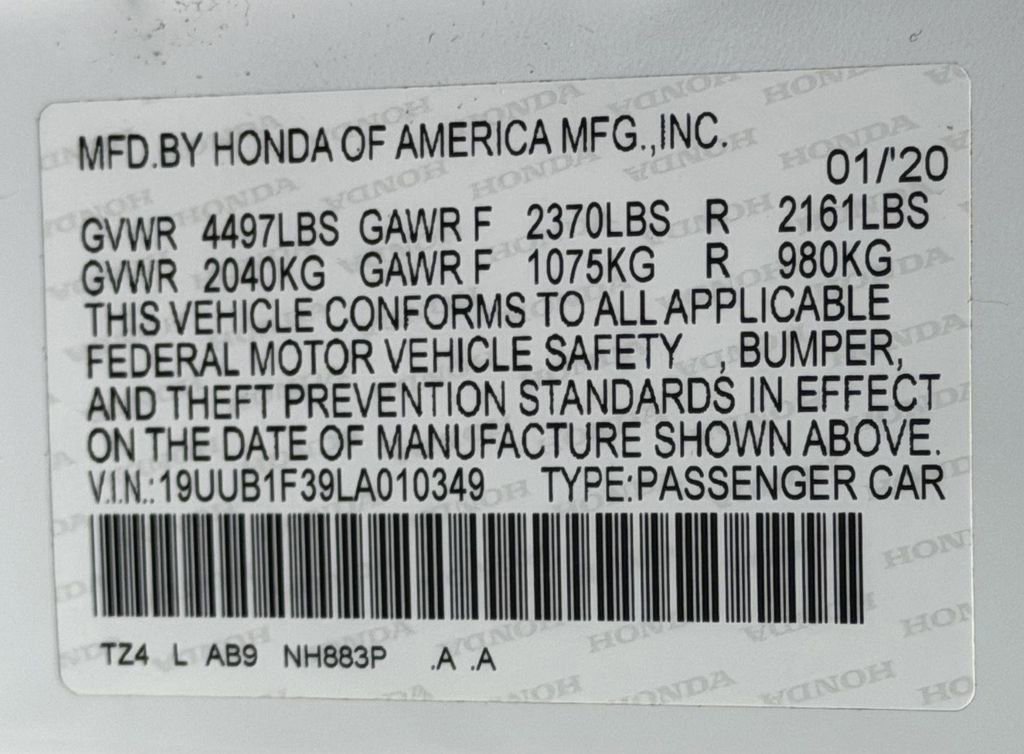 MFD.BY HONDA OF AMERICA MFG.,INC.
01/'20
GVWR 4497LBS GAWR F 2370LBS R 2161LBS
GVWR 2040KG GAWR F 1075KG R 980KG
THIS VEHICLE CONFORMS TO ALL APPLICABLE
FEDERAL MOTOR VEHICLE SAFETY , BUMPER,
AND THEFT PREVENTION STANDARDS IN EFFECT
ON THE DATE OF MANUFACTURE SHOWN ABOVE.
V.I.N.:19UUB1F39LA010349 TYPE:PASSENGER CAR
TZ4 L AB9 NH883P .A .A